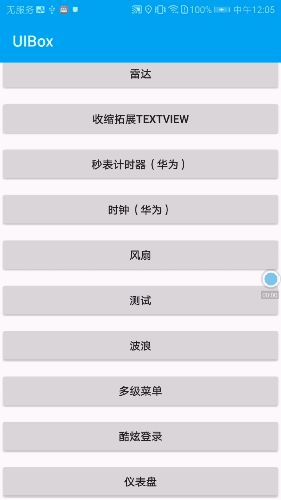 无服务 100% 中午12:05
UIBox
雷达
收缩拓展TEXTVIEW
秒表计时器（华为）
时钟（华为）
风扇
测试
00:00
波浪
多级菜单
酷炫登录
仪表盘